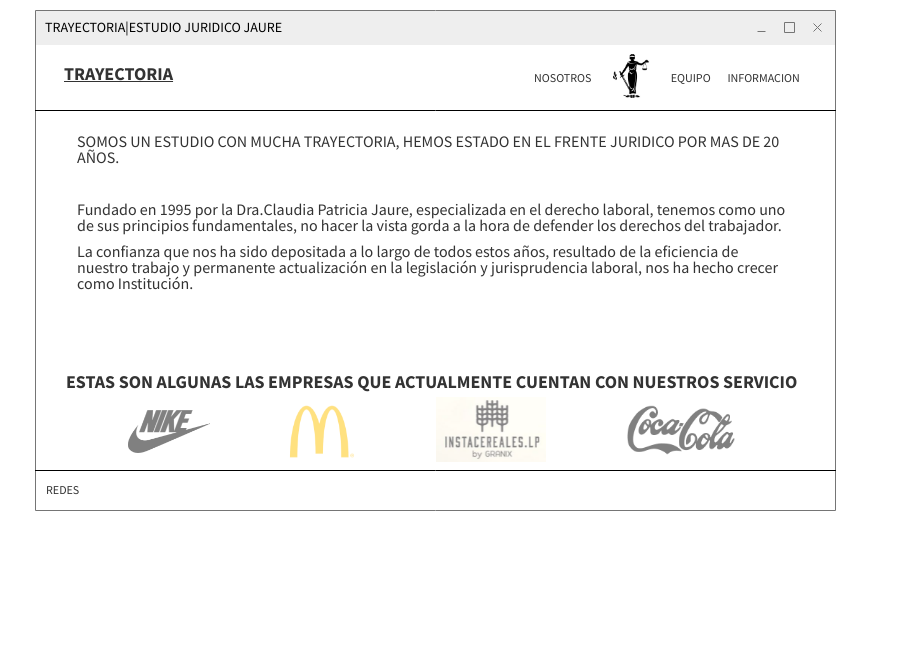 TRAYECTORIA|ESTUDIO JURIDICO JAURE
TRAYECTORIA
NOSOTROS
EQUIPO
INFORMACION
SOMOS UN ESTUDIO CON MUCHA TRAYECTORIA, HEMOS ESTADO EN EL FRENTE JURIDICO POR MAS DE 20
AÑOS.
Fundado en 1995 por la Dra.Claudia Patricia Jaure, especializada en el derecho laboral, tenemos como uno
de sus principios fundamentales, no hacer la vista gorda a la hora de defender los derechos del trabajador.
La confianza que nos ha sido depositada a lo largo de todos estos años, resultado de la eficiencia de
nuestro trabajo y permanente actualización en la legislación y jurisprudencia laboral, nos ha hecho crecer
como Institución.
ESTAS SON ALGUNAS LAS EMPRESAS QUE ACTUALMENTE CUENTAN CON NUESTROS SERVICIO
NIKE
INSTACEREALES.LP
by GRANIX
Coca-Cola
REDES